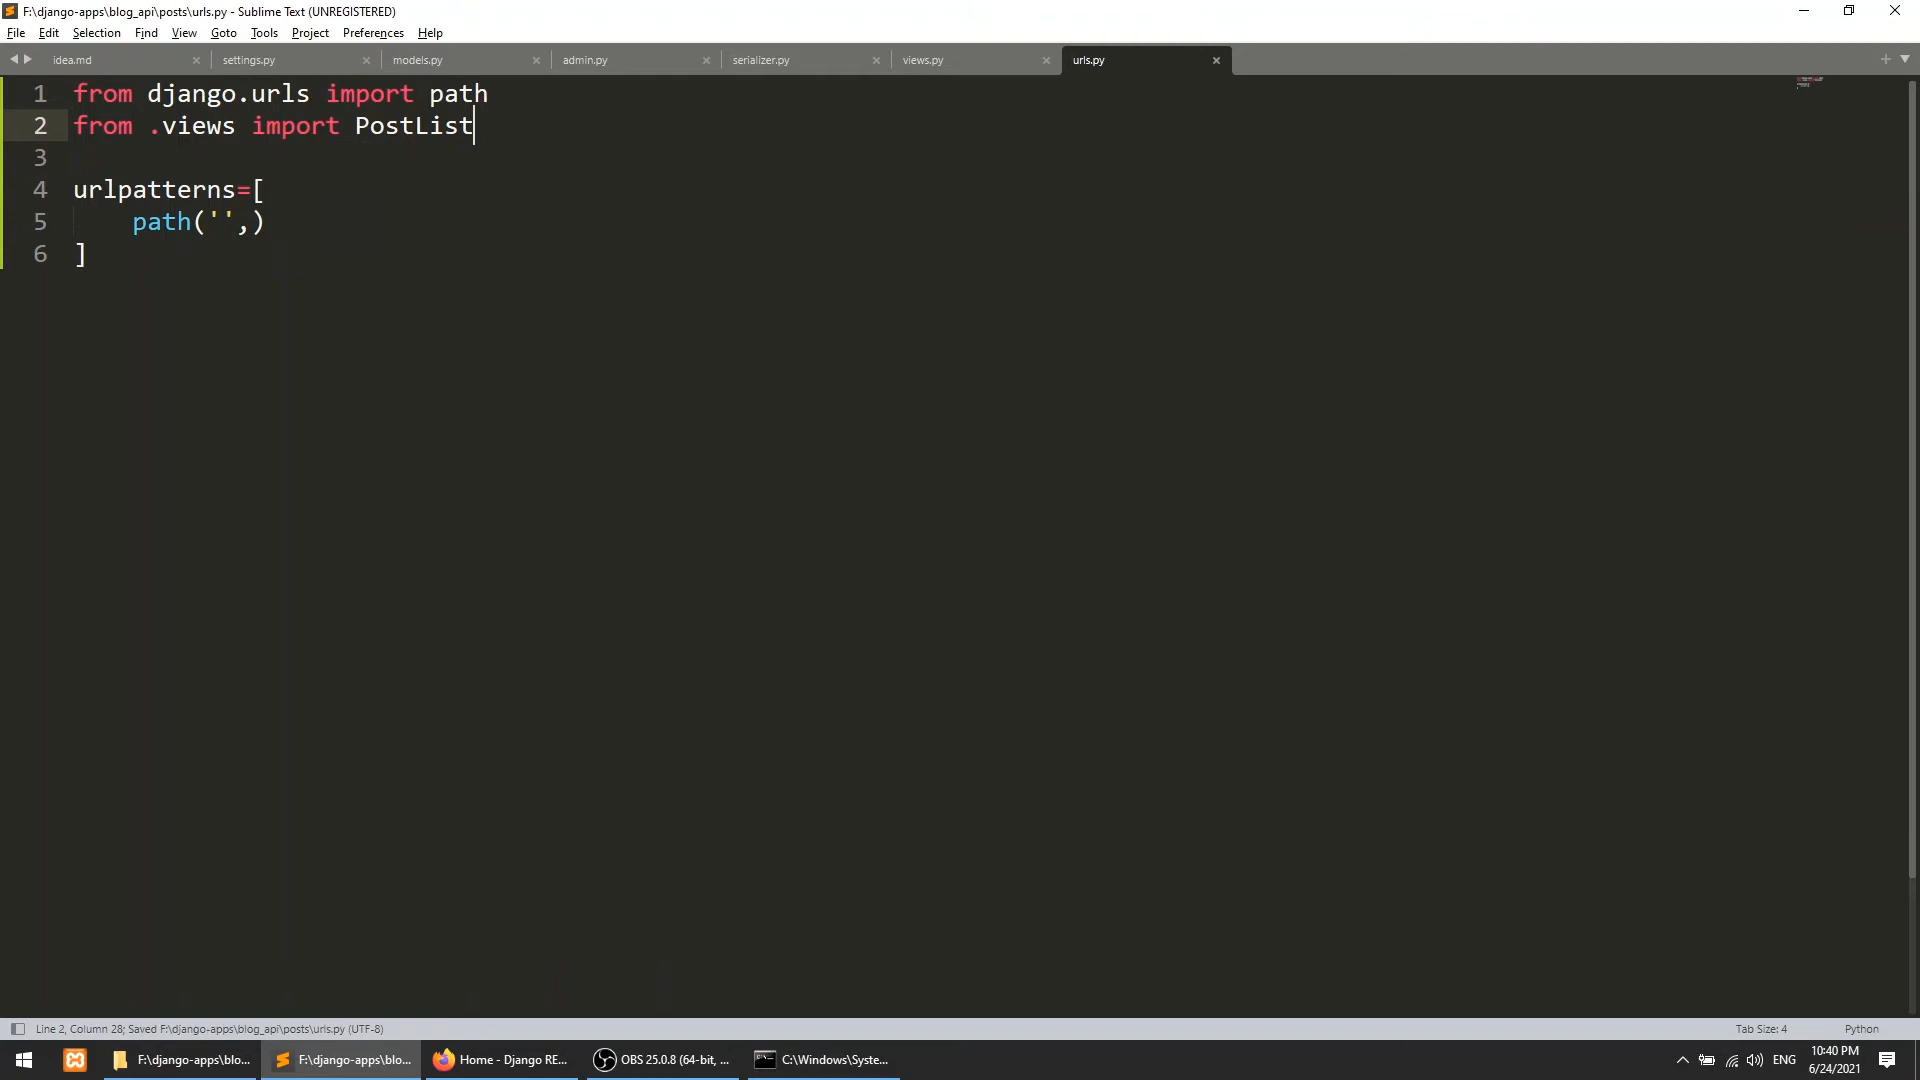 F:\django-apps\blog_api\posts\urls.py - Sublime Text (UNREGISTERED)
File Edit Selection Find View Goto Tools Project Preferences Help
idea.md settings.py models.py admin.py serializer.py views.py urls.py
1 from django.urls import path
2 from .views import PostList
3
4 urlpatterns=[
5 path('',)
6 ]
Line 2, Column 28; Saved F:\django-apps\blog_api\posts\urls.py (UTF-8) Tab Size: 4 Python
F:\django-apps\blo... F:\django-apps\blo... Home - Django RE... OBS 25.0.8 (64-bit, ... C:\Windows\Syste... ENG 10:40 PM
6/24/2021